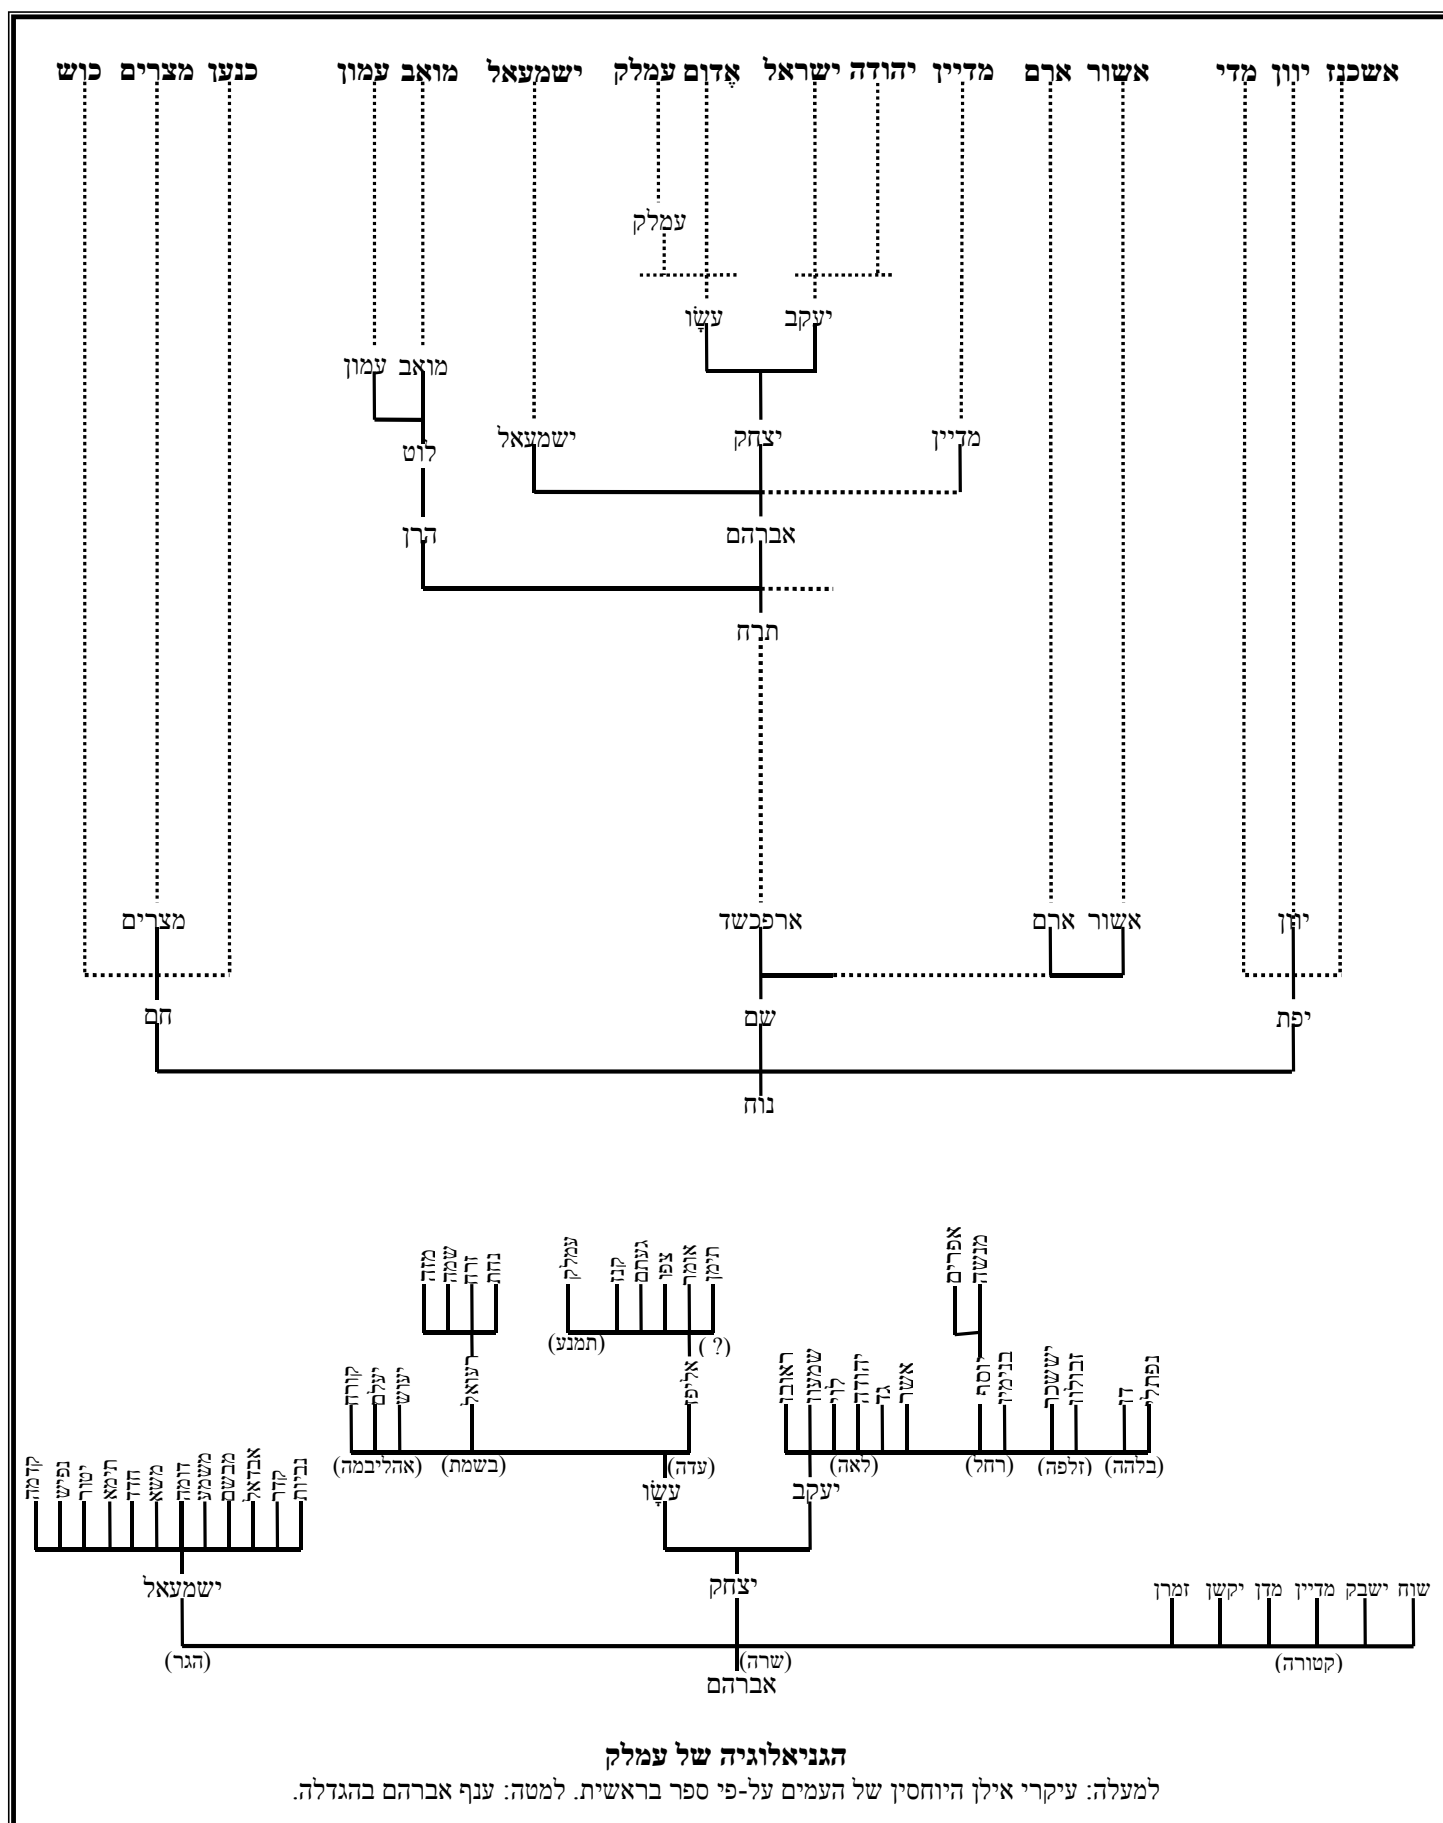 אשכנז יוון מדי אשור ארם מדיין יהודה ישראל אֱדום עמלק ישמעאל מואב עמון כנען מצרים כוש
עמלק
יעקב עשָׂו
מואב עמון
מדיין יצחק ישמעאל
לוט
אברהם הרן
תרח
יוון אשור ארם ארפכשד מצרים
יפת שם חם
נוח
אפרים מנשה תימן אומר צפו געתם קנז עמלק נחת זרח שמה מזה
(? ) (תמנע)
נפתלי דן זבולון יששכר בנימין יוסף אשר גד יהודה לוי שמעון ראובן אליפז רעואל יעוש יעלם קורח
(בלהה) (זלפה) (רחל) (לאה) (עדה) (בשמת) (אהליבמה)
יעקב עשָׂו
נביות קדר אבדאל מבשם משמע דומה משא חדד תימא יטור נפיש קדמה
שוח ישבק מדיין מדן יקשן זמרן יצחק ישמעאל
(קטורה) (שרה) (הגר)
אברהם
הגניאלוגיה של עמלק
למעלה: עיקרי אילן היוחסין של העמים על-פי ספר בראשית. למטה: ענף אברהם בהגדלה.